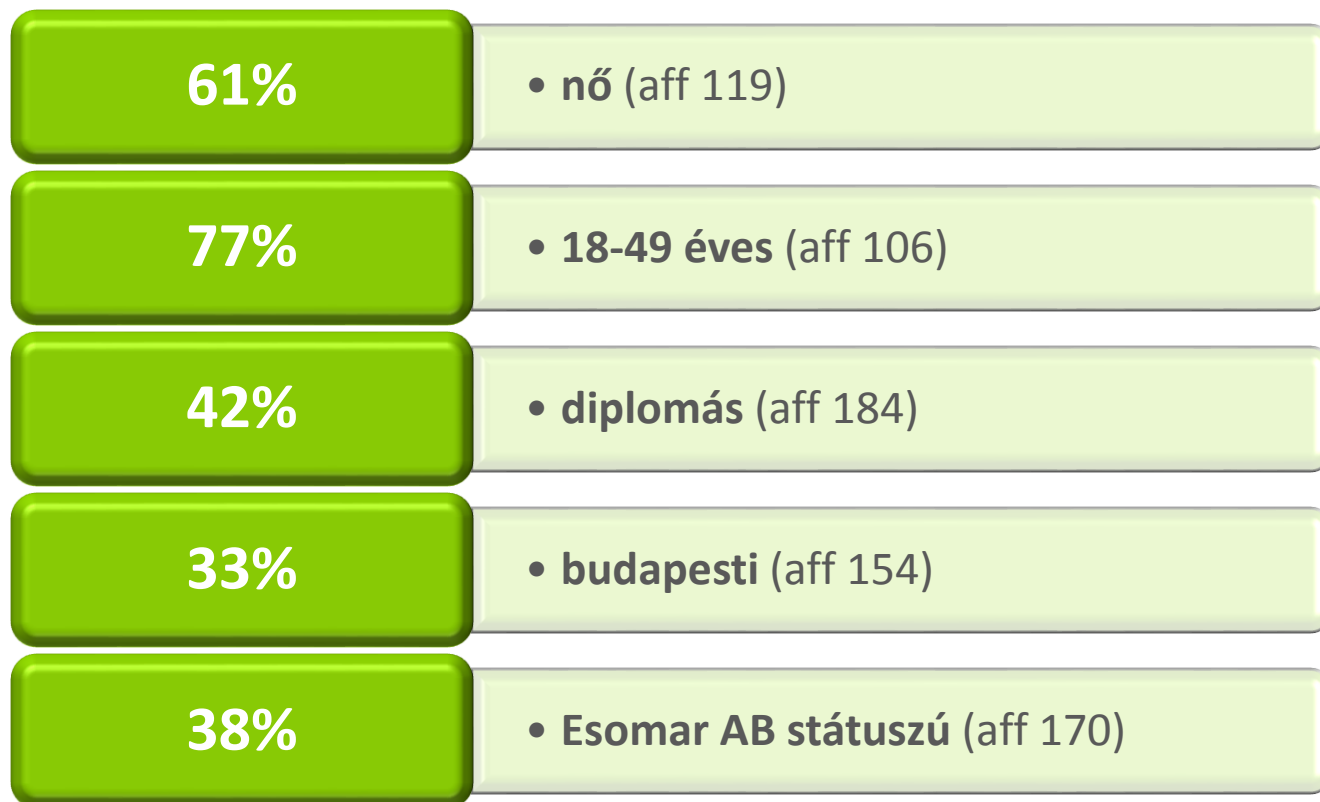 61%
• nő (aff 119)
77%
• 18-49 éves (aff 106)
42%
• diplomás (aff 184)
33%
• budapesti (aff 154)
38%
• Esomar AB státuszú (aff 170)